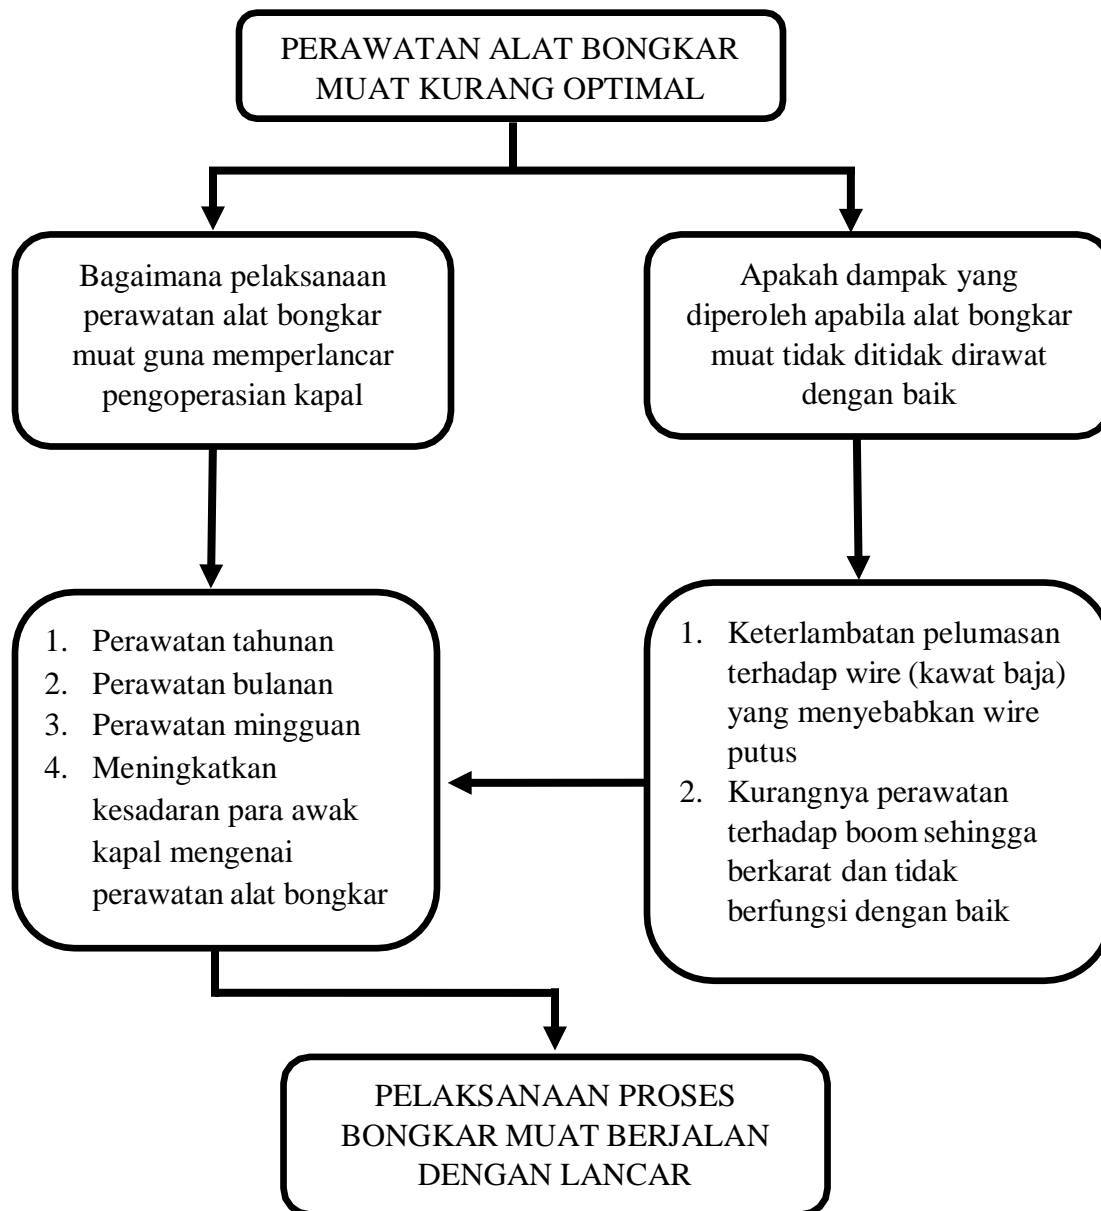 PERAWATAN ALAT BONGKAR
MUAT KURANG OPTIMAL
Bagaimana pelaksanaan
perawatan alat bongkar
muat guna memperlancar
pengoperasian kapal
Apakah dampak yang
diperoleh apabila alat bongkar
muat tidak ditidak dirawat
dengan baik
1. Perawatan tahunan
2. Perawatan bulanan
3. Perawatan mingguan
4. Meningkatkan
kesadaran para awak
kapal mengenai
perawatan alat bongkar
1. Keterlambatan pelumasan
terhadap wire (kawat baja)
yang menyebabkan wire
putus
2. Kurangnya perawatan
terhadap boom sehingga
berkarat dan tidak
berfungsi dengan baik
PELAKSANAAN PROSES
BONGKAR MUAT BERJALAN
DENGAN LANCAR